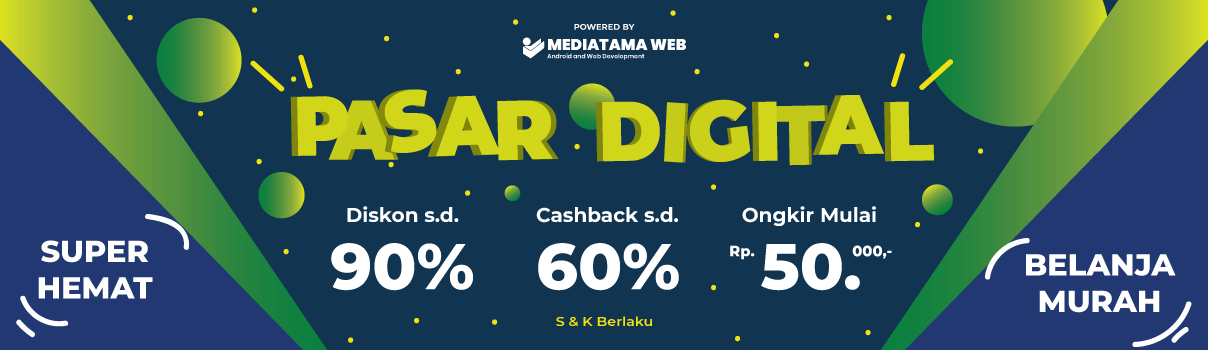 POWERED BY
MEDIATAMA WEB
Android and Web Development
PASAR DIGITAL
Diskon s.d.
90%
Cashback s.d.
60%
Ongkir Mulai
Rp. 50.000,-
SUPER
HEMAT
BELANJA
MURAH
S & K Berlaku